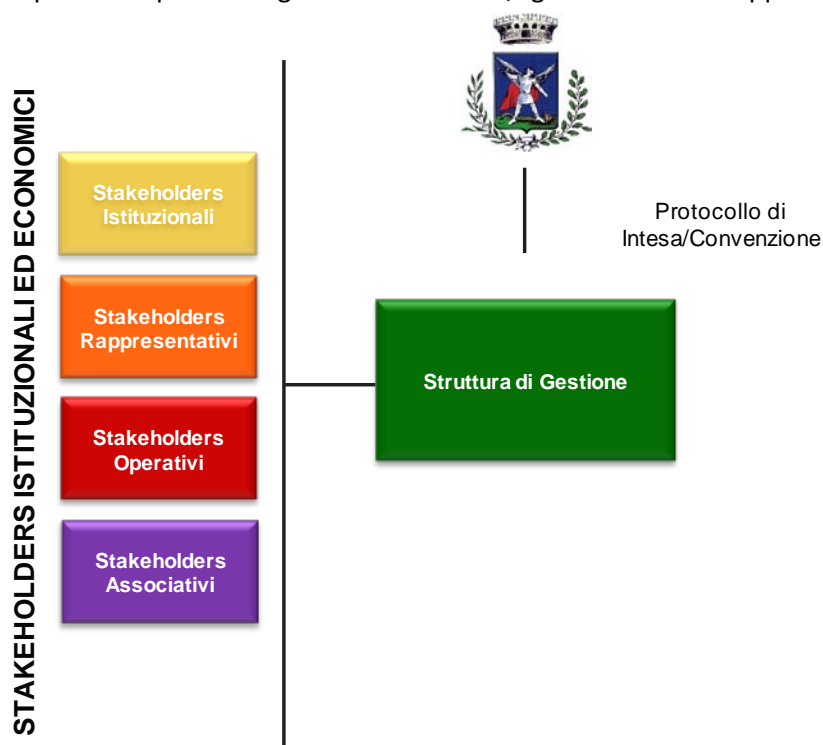 STAKEHOLDERS ISTITUZIONALI ED ECONOMICI
Stakeholders
Istituzionali
Stakeholders
Rappresentativi
Stakeholders
Operativi
Stakeholders
Associativi
Protocollo di
Intesa/Convenzione
Struttura di Gestione